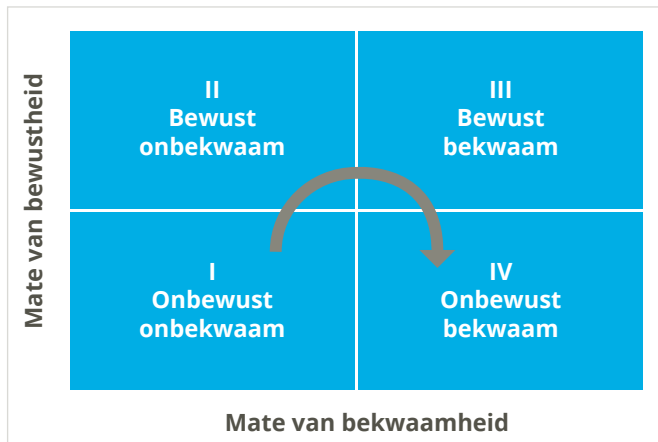 Mate van bewustheid
II
Bewust
onbekwaam
III
Bewust
bekwaam
I
Onbewust
onbekwaam
IV
Onbewust
bekwaam
Mate van bekwaamheid